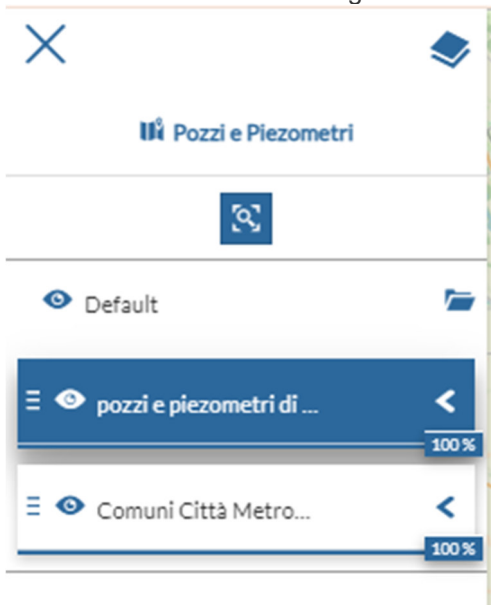 Pozzi e Piezometri
Default
pozzi e piezometri di ...
100 %
Comuni Città Metro...
100 %